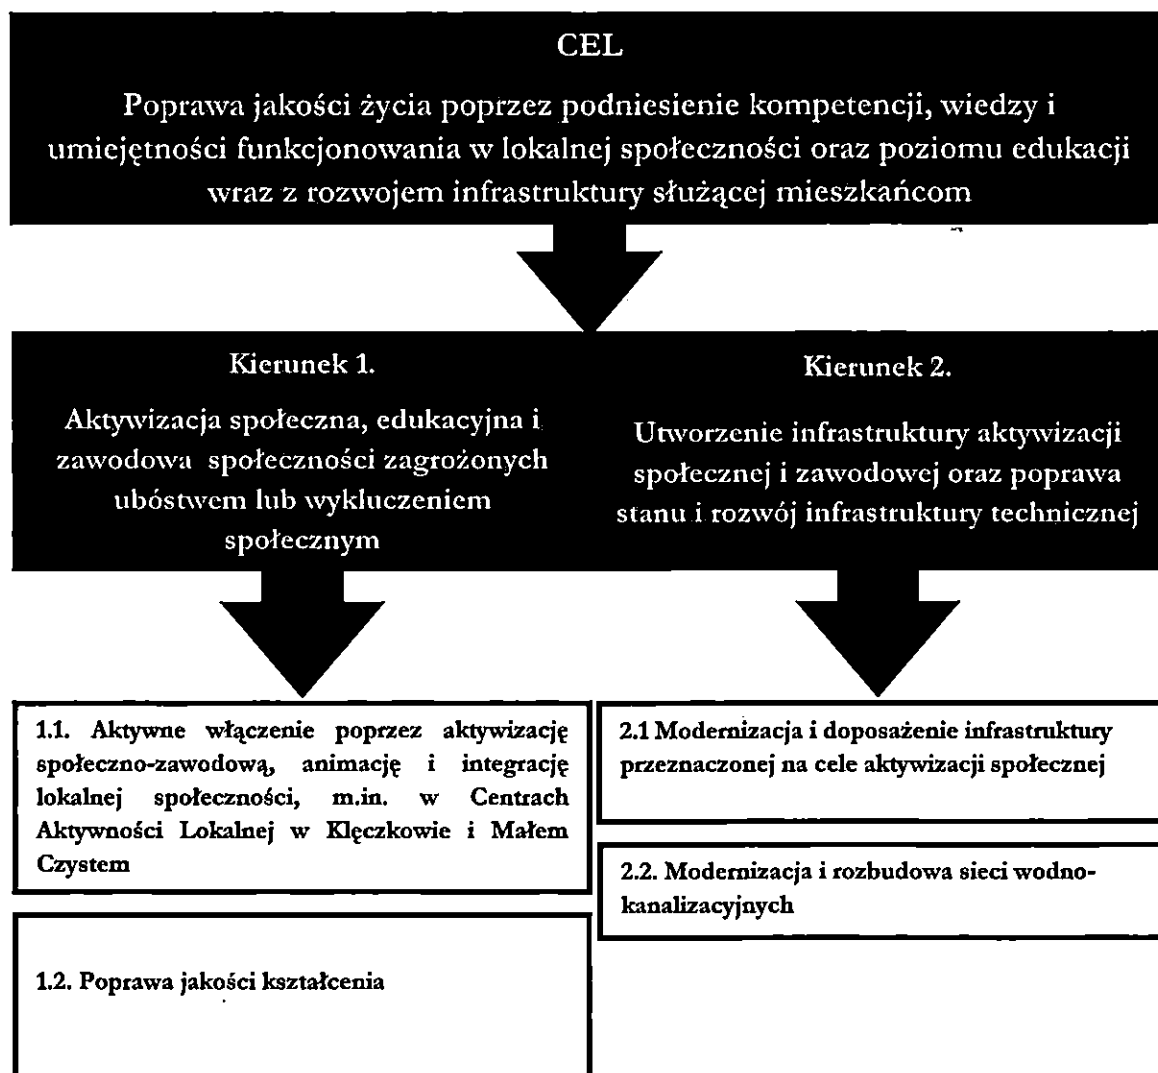 CEL
Poprawa jakości życia poprzez podniesienie kompetencji, wiedzy i
umiejętności funkcjonowania w lokalnej społeczności oraz poziomu edukacji
wraz z rozwojem infrastruktury służącej mieszkańcom
Kierunek 1.
Aktywizacja społeczna, edukacyjna i
zawodowa społeczności zagrożonych
ubóstwem lub wykluczeniem
społecznym
Kierunek 2.
Utworzenie infrastruktury aktywizacji
społecznej i zawodowej oraz poprawa
stanu i rozwój infrastruktury technicznej
1.1. Aktywne włączenie poprzez aktywizację
społeczno-zawodową, animację i integrację
lokalnej społeczności, m.in. w Centrach
Aktywności Lokalnej w Klęczkowie i Małem
Czystem
1.2. Poprawa jakości kształcenia
2.1 Modernizacja i doposażenie infrastruktury
przeznaczonej na cele aktywizacji społecznej
2.2. Modernizacja i rozbudowa sieci wodno-
kanalizacyjnych